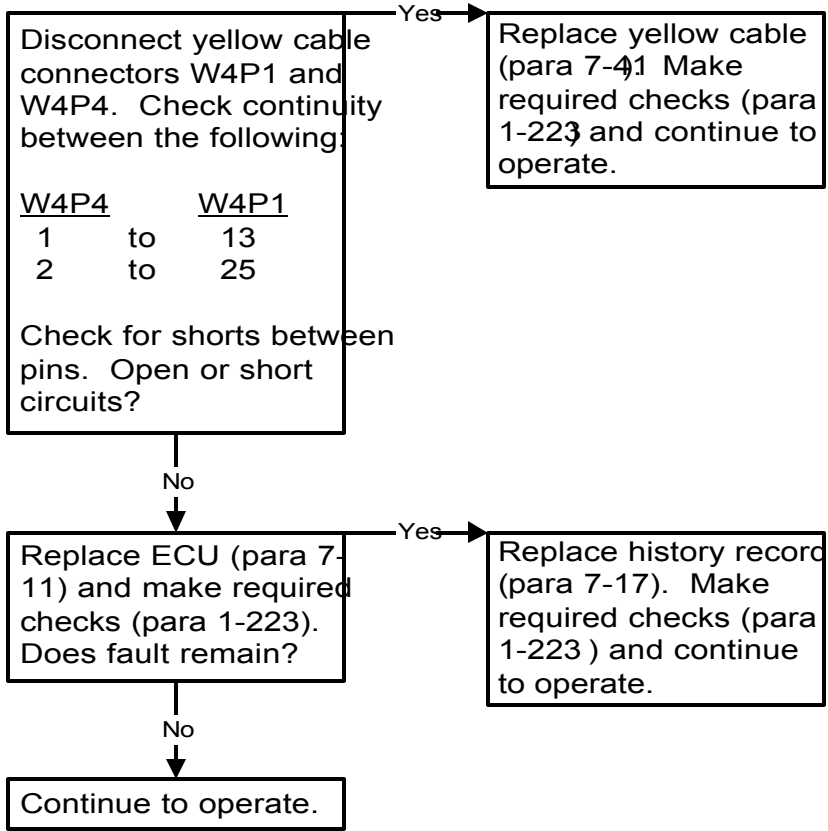 Disconnect yellow cable
connectors W4P1 and
W4P4. Check continuity
between the following:
W4P4 W4P1
1 to 13
2 to 25
Check for shorts between
pins. Open or short
circuits?
Yes
Replace yellow cable
(para 7-41). Make
required checks (para
1-223) and continue to
operate.
No
Replace ECU (para 7-
11) and make required
checks (para 1-223).
Does fault remain?
Yes
Replace history record
(para 7-17). Make
required checks (para
1-223 ) and continue
to operate.
No
Continue to operate.